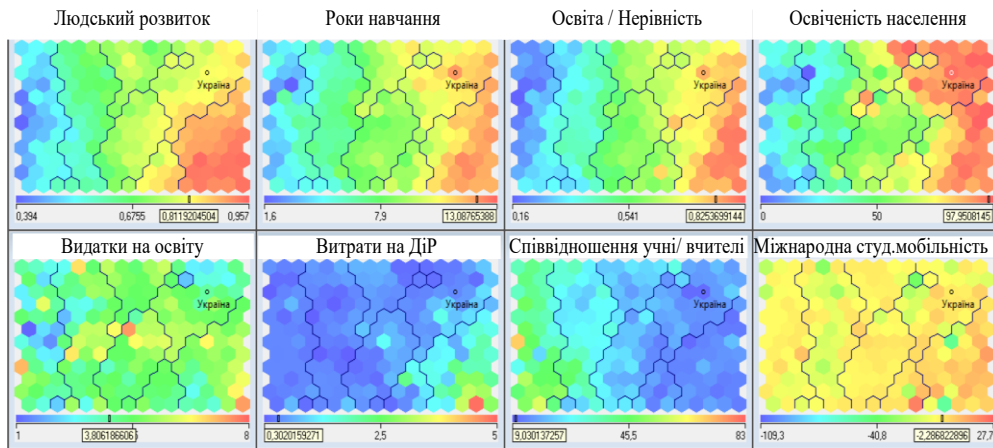 Людський розвиток
Україна
0,394 0,6755 0,8119204504 0,957
Роки навчання
Україна
1,6 7,9 13,08765388
Освіта / Нерівність
Україна
0,16 0,541 0,8253699144
Освіченість населення
Україна
0 50 97,9508145
Видатки на освіту
Україна
1 3,806186606 8
Витрати на ДіР
Україна
0,3020159271 2,5 5
Співвідношення учні/ вчителі
Україна
9,030137257 45,5 83
Міжнародна студ.мобільність
Україна
-109,3 -40,8 -2,286822896 27,7